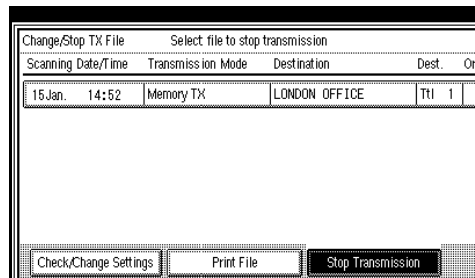 Change/Stop TX File Select file to stop transmission
Scanning Date/Time Transmission Mode Destination Dest. Or
15Jan. 14:52 Memory TX LONDON OFFICE Ttl 1
Check/Change Settings Print File Stop Transmission